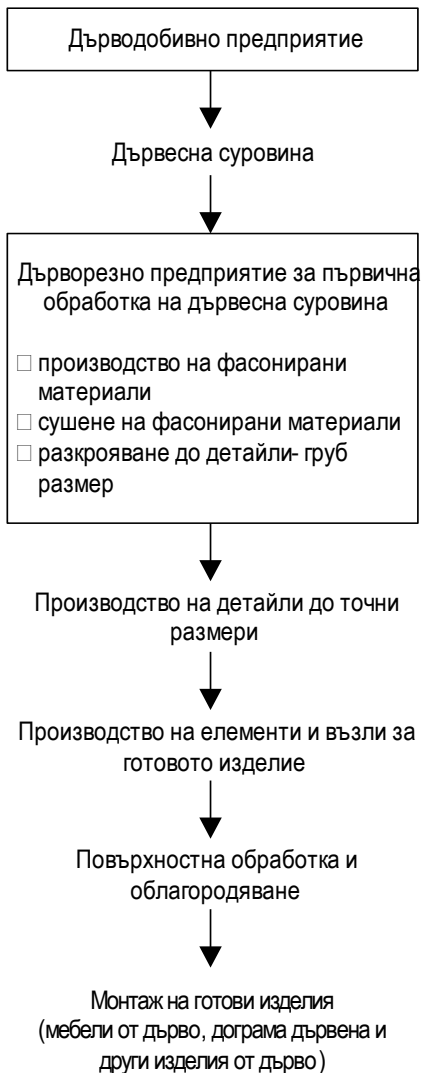 Дърводобивно предприятие
Дървесна суровина
Дърворезно предприятие за първична
обработка на дървесна суровина
□ производство на фасонирани
материали
□ сушене на фасонирани материали
□ разкрояване до детайли- груб
размер
Производство на детайли до точни
размери
Производство на елементи и възли за
готовото изделие
Повърхностна обработка и
облагородяване
Монтаж на готови изделия
(мебели от дърво, дограма дървена и
други изделия от дърво)